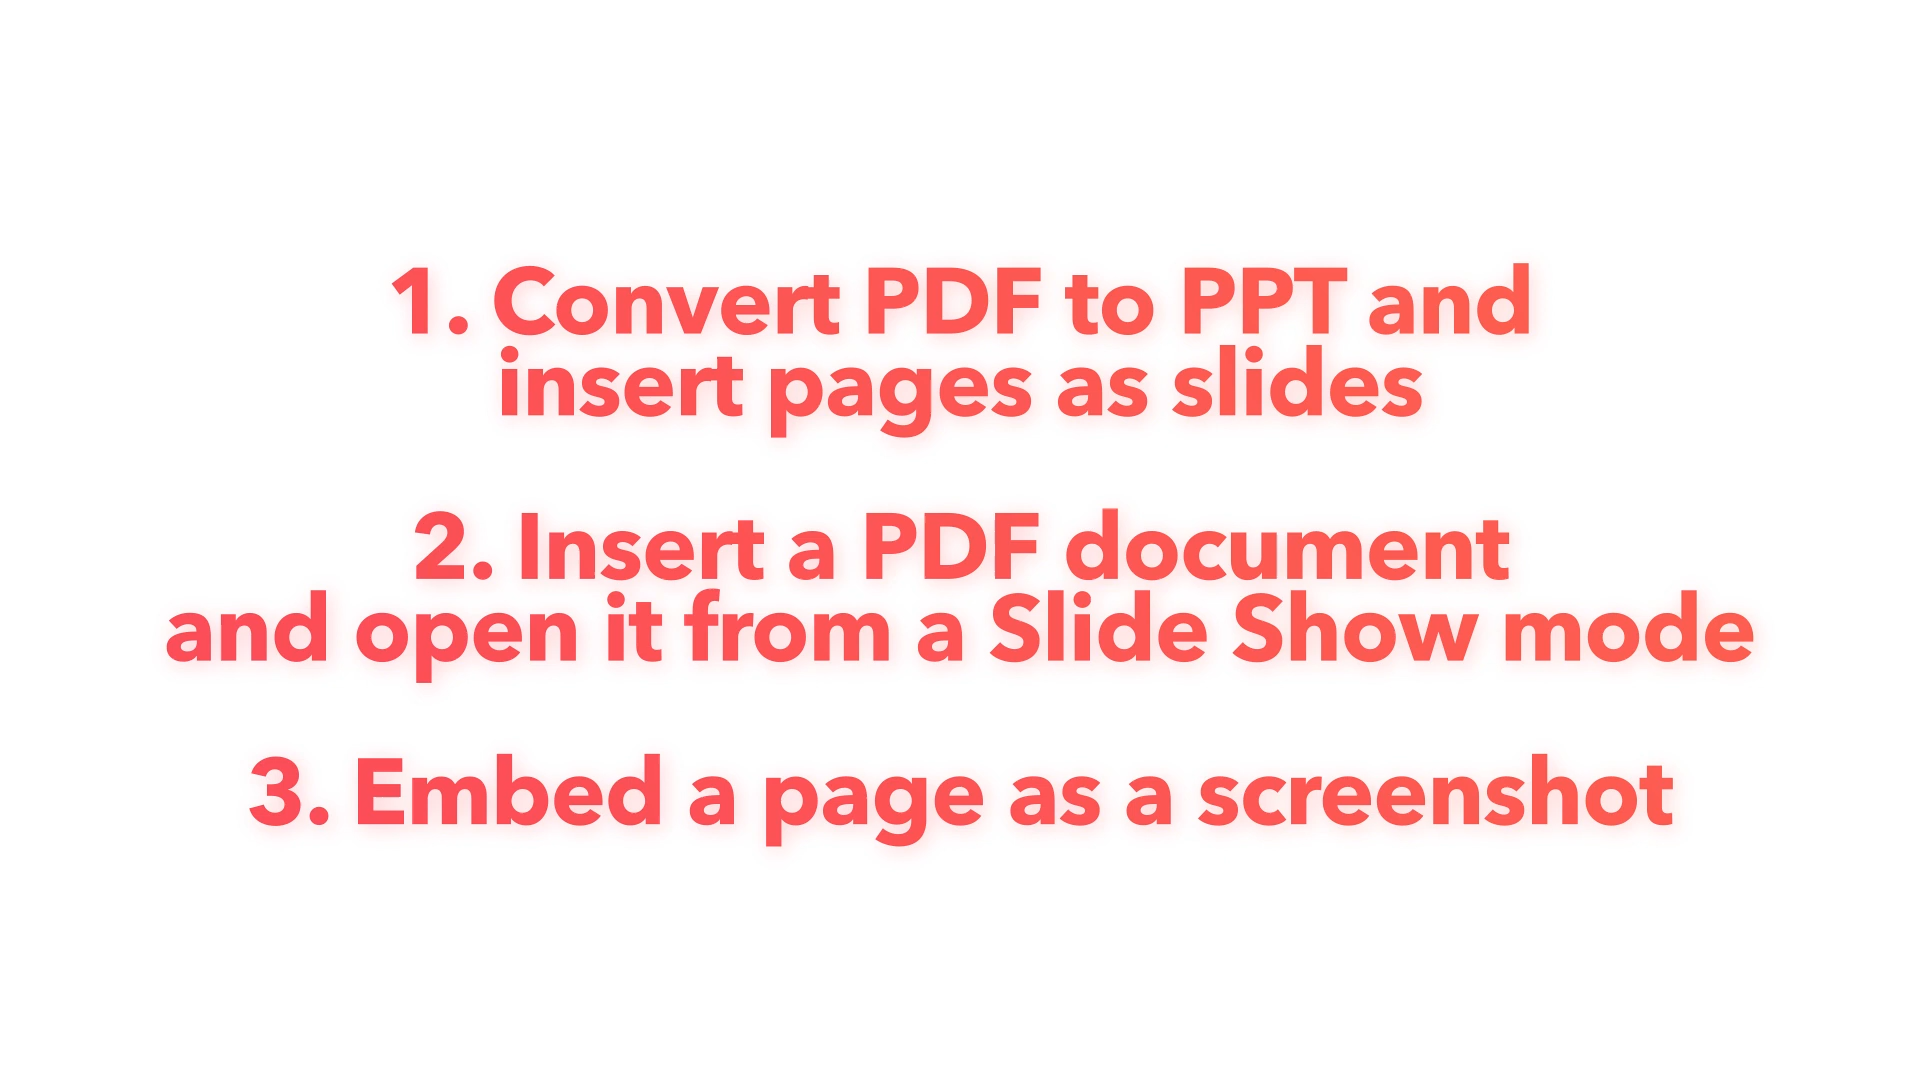 1. Convert PDF to PPT and
insert pages as slides
2. Insert a PDF document
and open it from a Slide Show mode
3. Embed a page as a screenshot